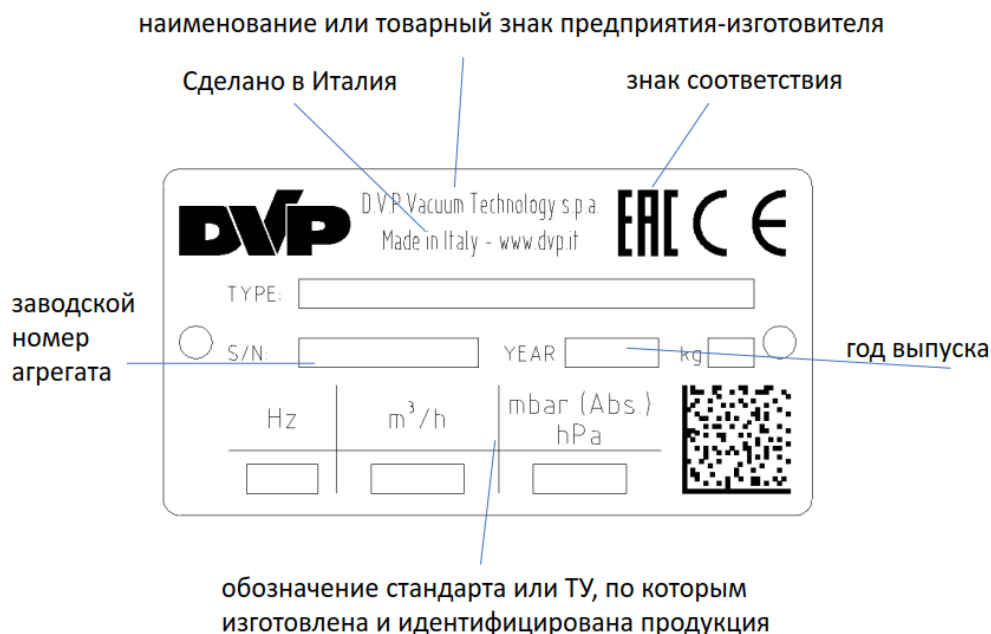 наименование или товарный знак предприятия-изготовителя
Сделано в Италия
знак соответствия
DVP
D.V.P. Vacuum Technology s.p.a.
Made in Italy - www.dvp.it
EAC CE
TYPE:
заводской
номер
агрегата
S/N:
YEAR
kg
год выпуска
Hz
m³/h
mbar (Abs.)
hPa
обозначение стандарта или ТУ, по которым
изготовлена и идентифицирована продукция